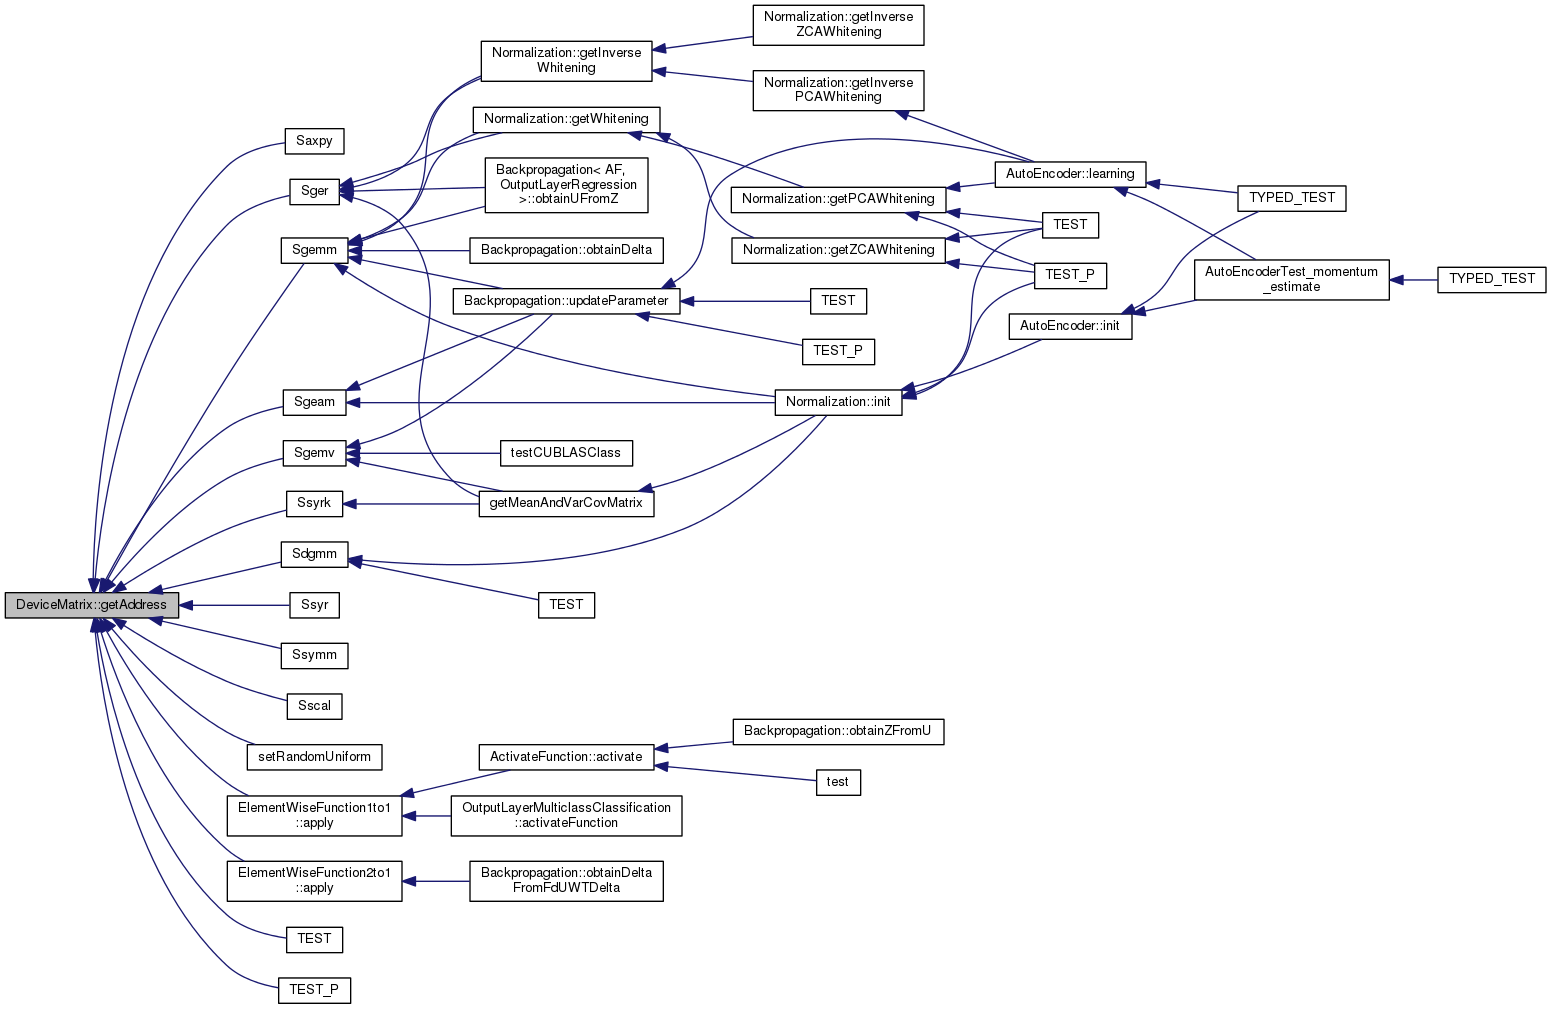 DeviceMatrix::getAddress
Saxpy
Sger
Sgemm
Sgeam
Sgemv
Ssyrk
Sdgmm
Ssyr
Ssymm
Sscal
setRandomUniform
ElementWiseFunction1to1
::apply
ElementWiseFunction2to1
::apply
TEST
TEST_P
Normalization::getInverse
Whitening
Normalization::getWhitening
Backpropagation< AF,
OutputLayerRegression
>::obtainUFromZ
Backpropagation::obtainDelta
Backpropagation::updateParameter
testCUBLASClass
getMeanAndVarCovMatrix
TEST
ActivateFunction::activate
OutputLayerMulticlassClassification
::activateFunction
Backpropagation::obtainDelta
FromFdUWTDelta
Normalization::getInverse
ZCAWhitening
Normalization::getInverse
PCAWhitening
Normalization::getPCAWhitening
Normalization::getZCAWhitening
TEST
TEST_P
Normalization::init
Backpropagation::obtainZFromU
test
AutoEncoder::learning
TEST
TEST_P
AutoEncoder::init
TYPED_TEST
AutoEncoderTest_momentum
_estimate
TYPED_TEST